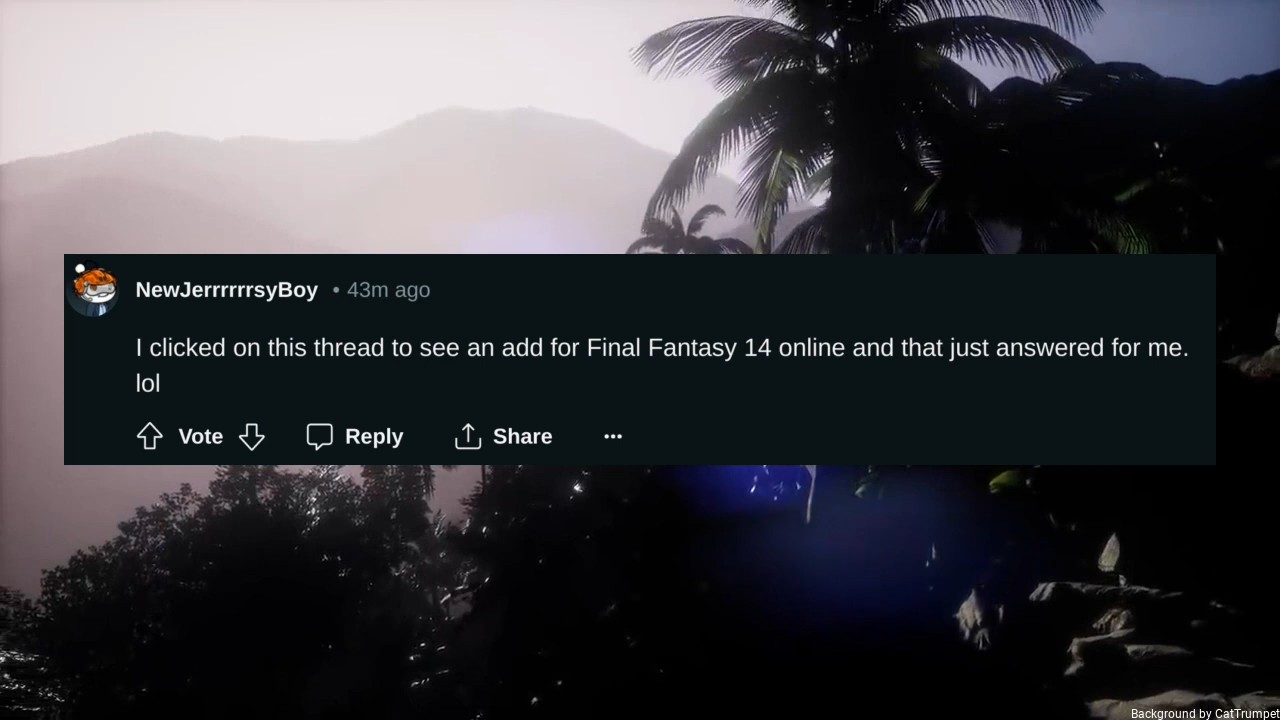 NewJerrrrrrsyBoy • 43m ago
I clicked on this thread to see an add for Final Fantasy 14 online and that just answered for me.
lol
Vote Reply Share •••
Background by CatTrumpet